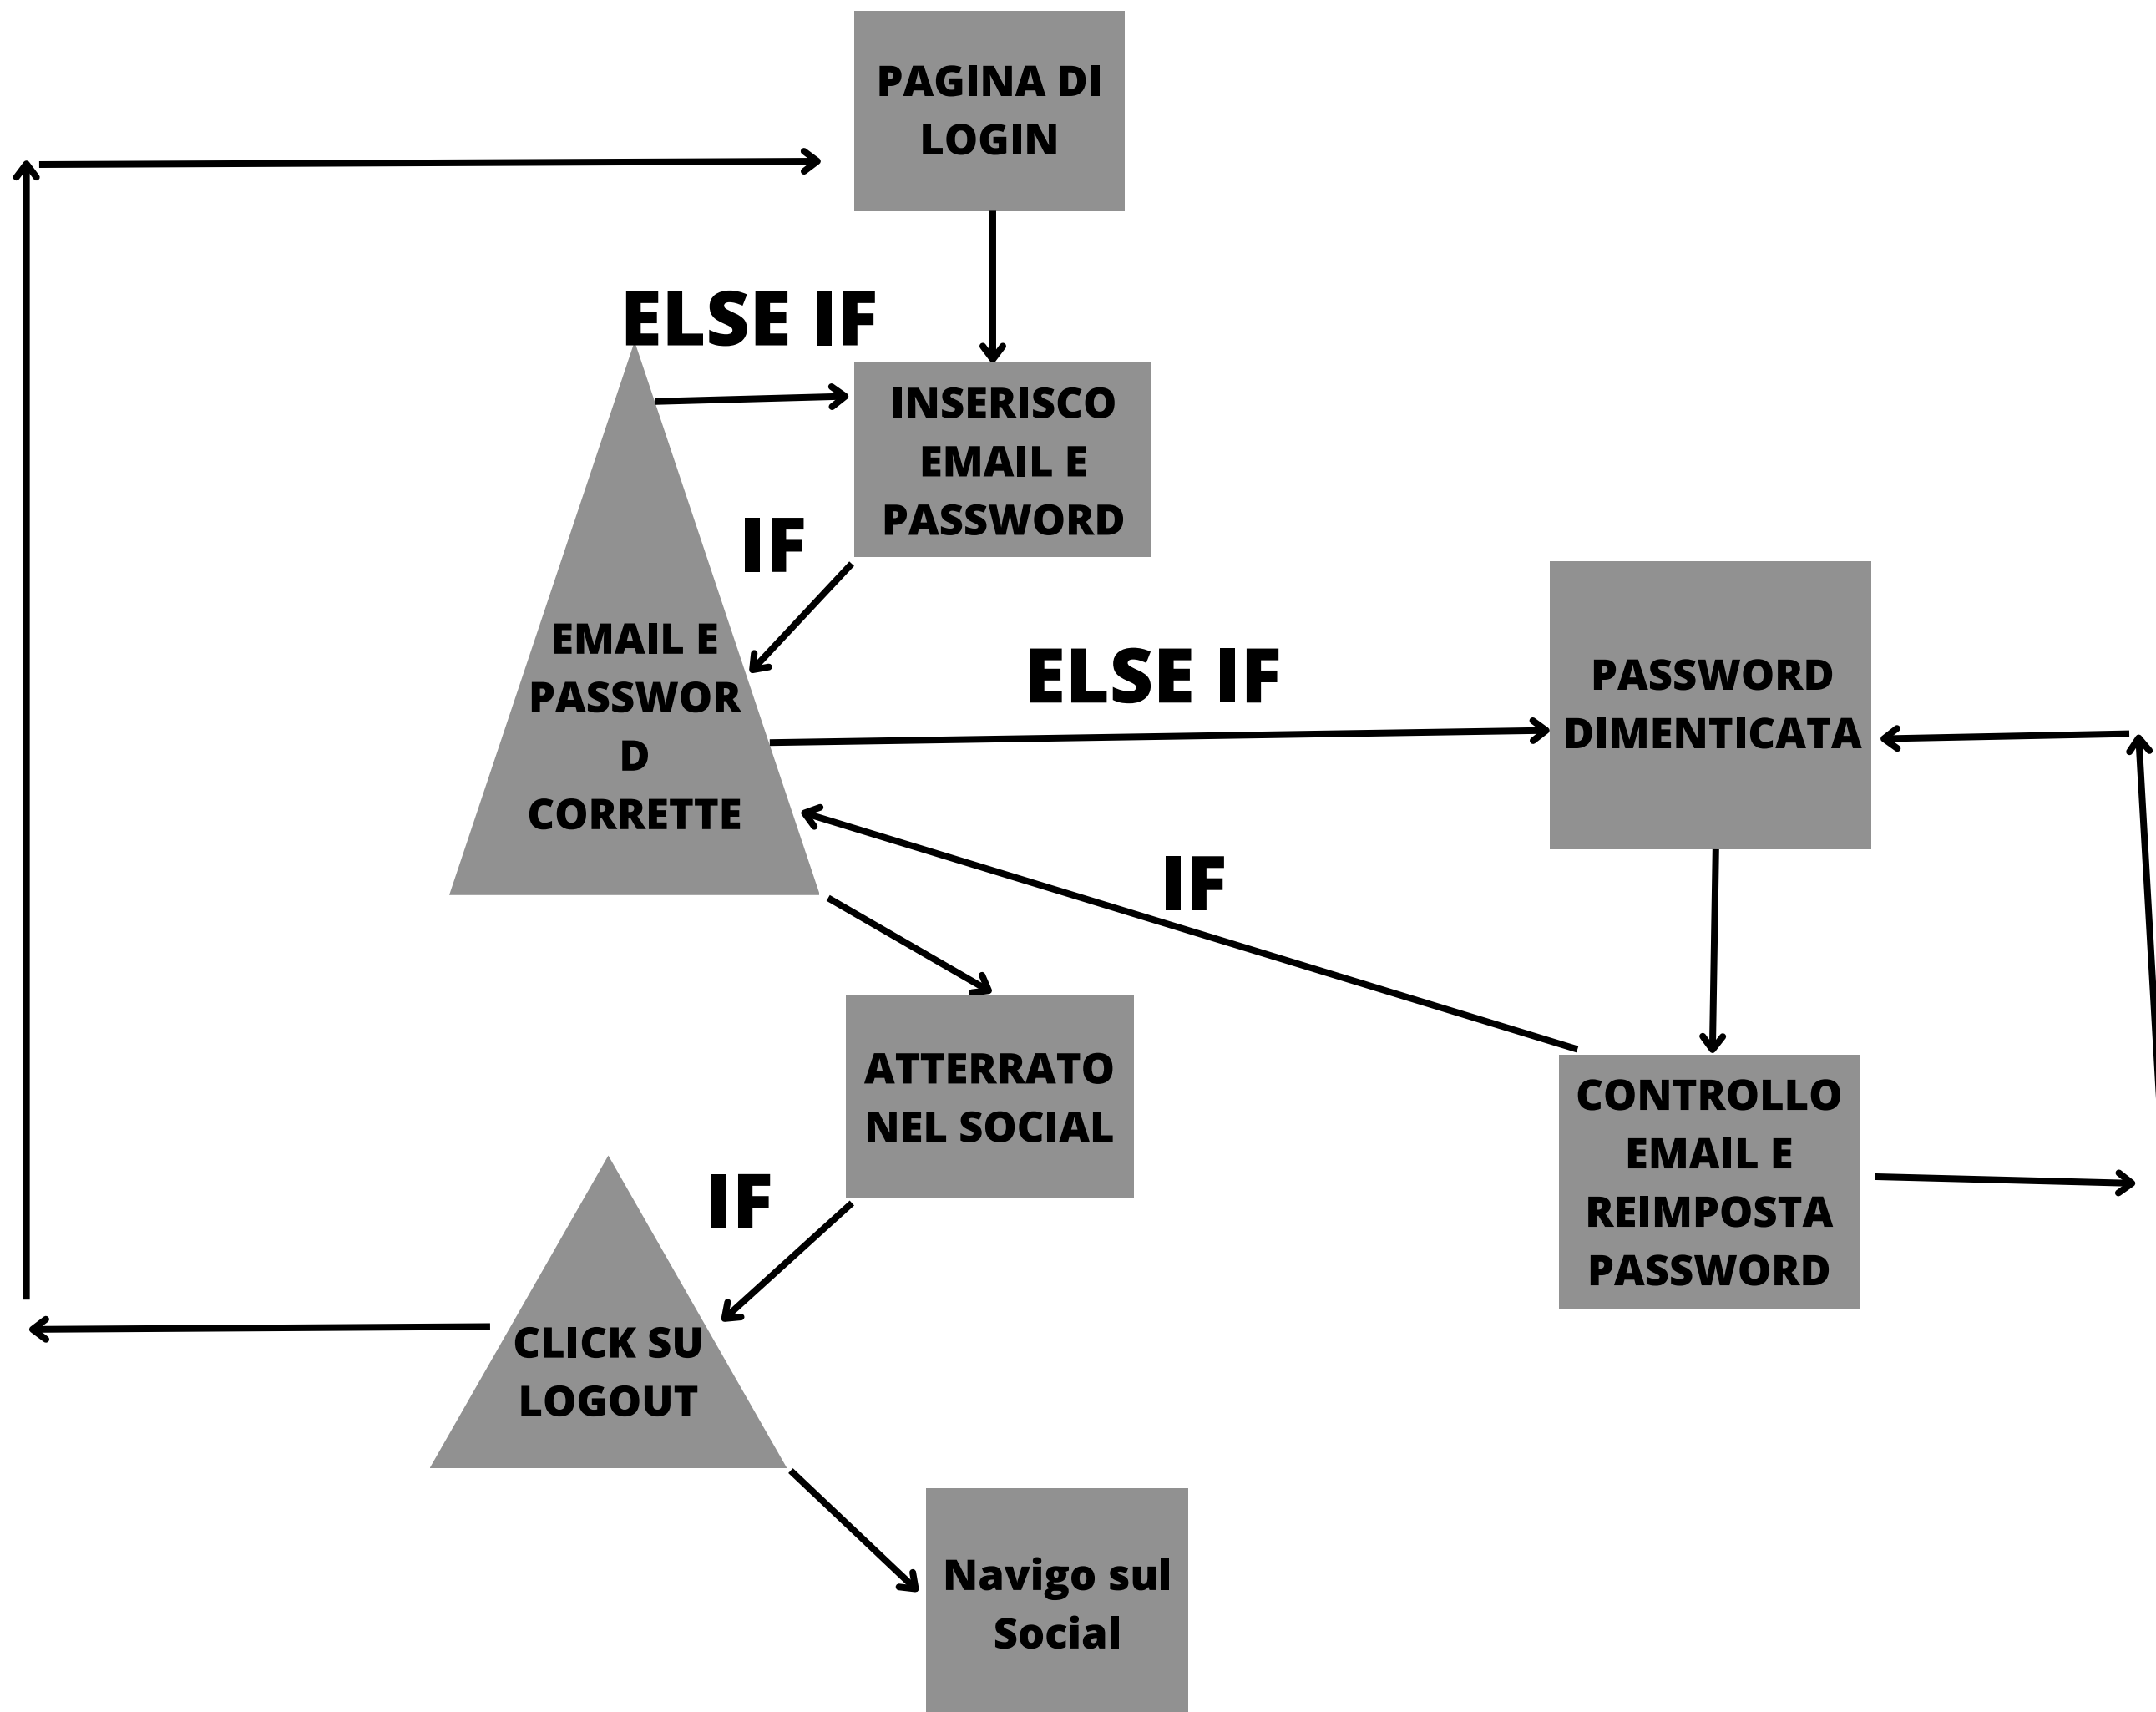 PAGINA DI
LOGIN
ELSE IF
INSERISCO
EMAIL E
PASSWORD
IF
EMAIL E
PASSWOR
D
CORRETTE
ELSE IF
PASSWORD
DIMENTICATA
IF
ATTERRATO
NEL SOCIAL
CONTROLLO
EMAIL E
REIMPOSTA
PASSWORD
IF
CLICK SU
LOGOUT
Navigo sul
Social